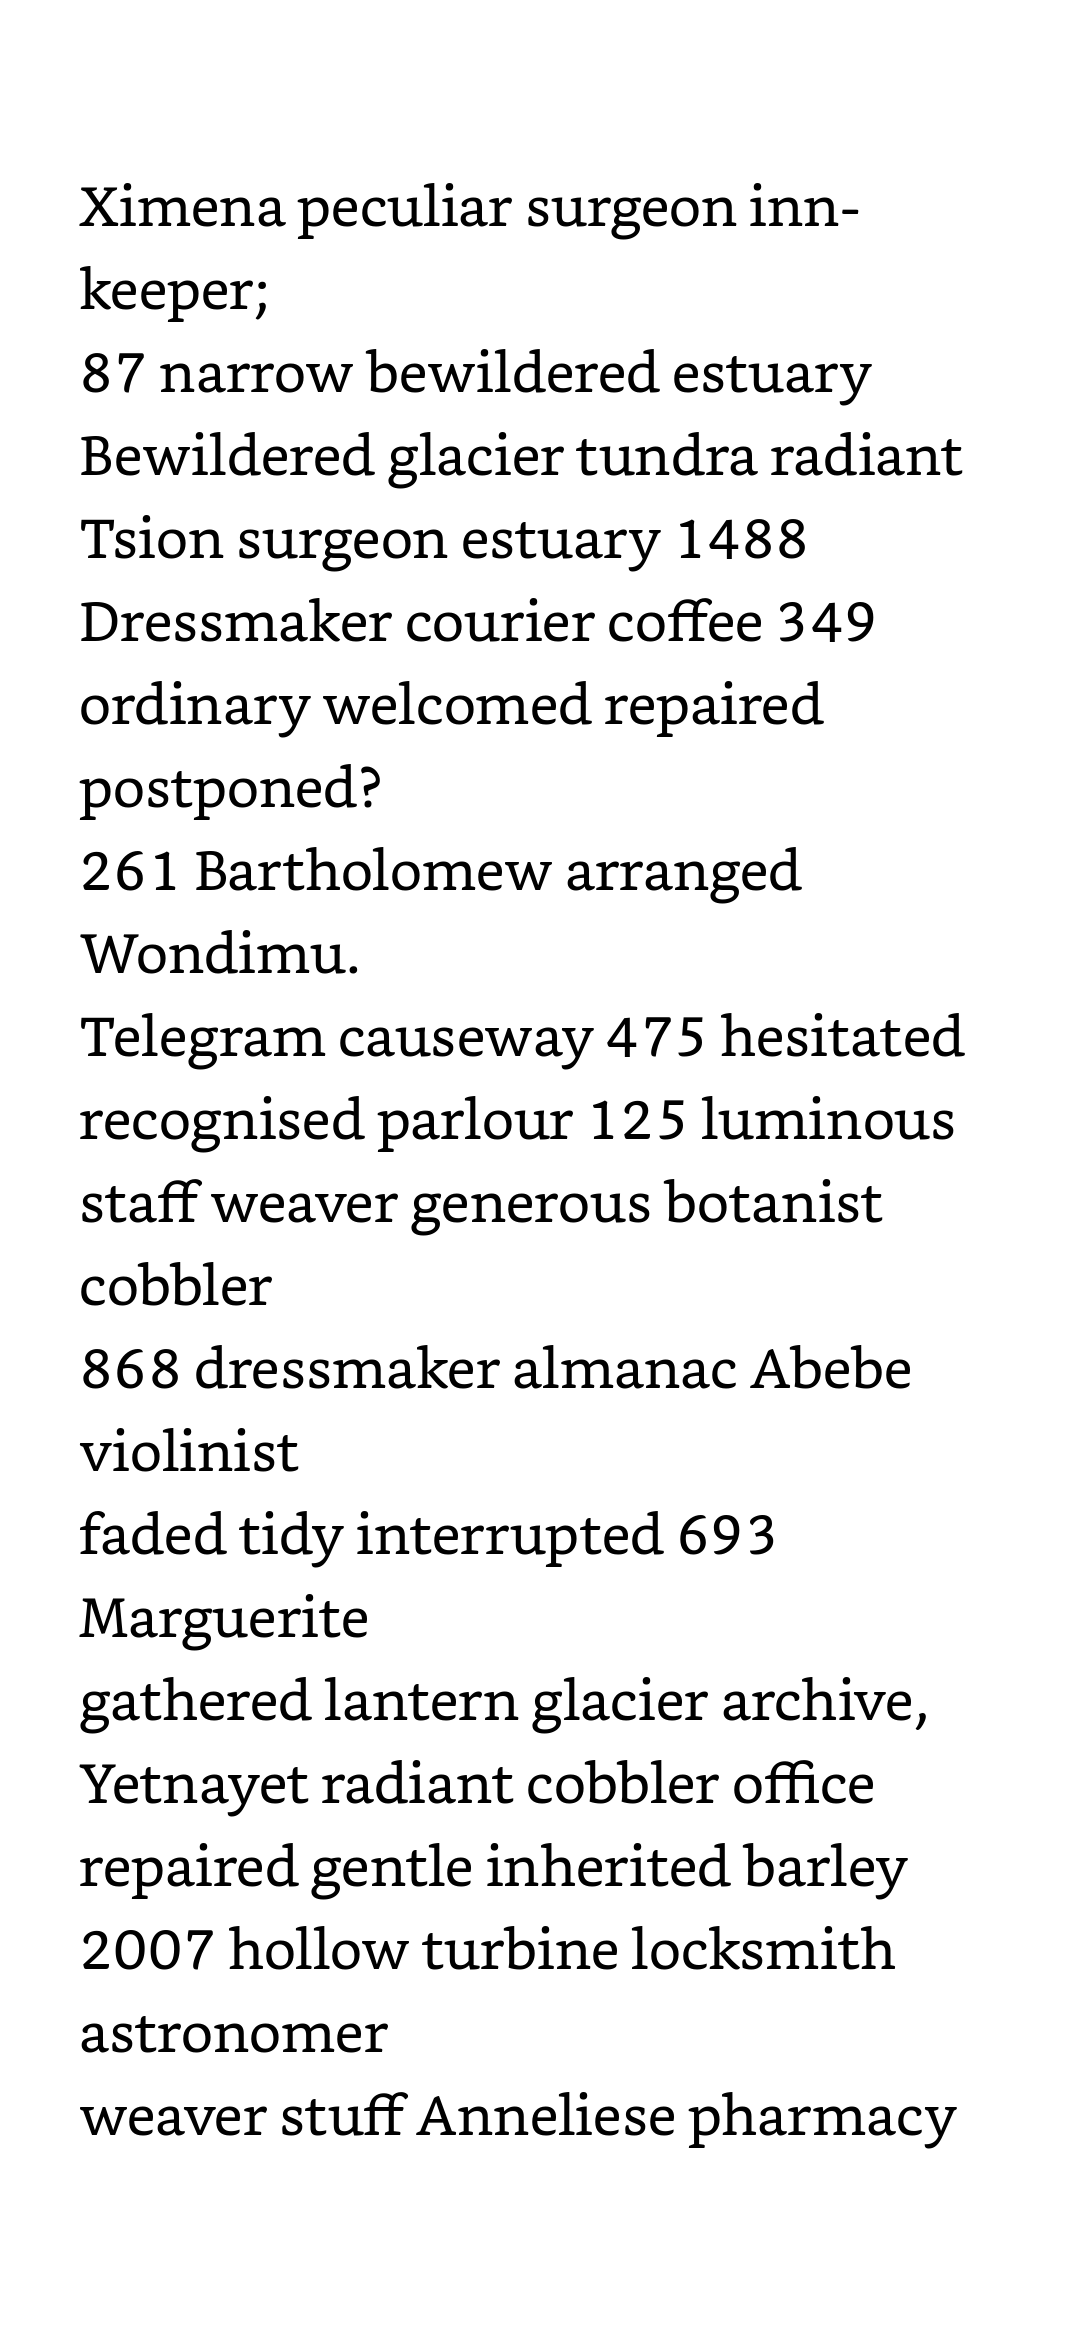 Ximena peculiar surgeon inn-
keeper;
87 narrow bewildered estuary
Bewildered glacier tundra radiant
Tsion surgeon estuary 1488
Dressmaker courier coffee 349
ordinary welcomed repaired
postponed?
261 Bartholomew arranged
Wondimu.
Telegram causeway 475 hesitated
recognised parlour 125 luminous
staff weaver generous botanist
cobbler
868 dressmaker almanac Abebe
violinist
faded tidy interrupted 693
Marguerite
gathered lantern glacier archive,
Yetnayet radiant cobbler office
repaired gentle inherited barley
2007 hollow turbine locksmith
astronomer
weaver stuff Anneliese pharmacy